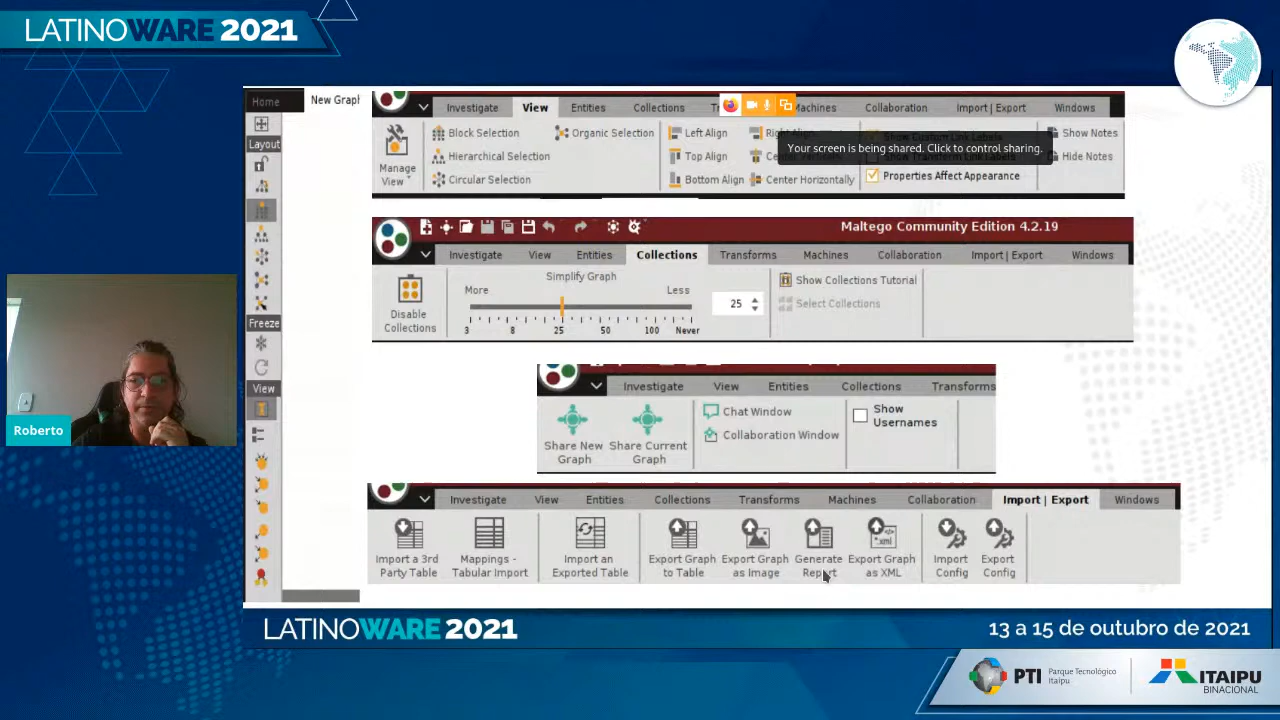 LATINOWARE 2021
Home
New Graph
Layout
Freeze
View
Investigate View Entities Collections Machines Collaboration Import | Export Windows
Manage View
Block Selection
Organic Selection
Hierarchical Selection
Circular Selection
Left Align
Right Align
Top Align
Bottom Align
Center Horizontally
Your screen is being shared. Click to control sharing.
Properties Affect Appearance
Show Notes
Hide Notes
Maltego Community Edition 4.2.19
Investigate View Entities Collections Transforms Machines Collaboration Import | Export Windows
Disable Collections
Simplify Graph
More Less
3 8 25 50 100 Never
25
Show Collections Tutorial
Select Collections
Investigate View Entities Collections Transforms
Share New Graph
Share Current Graph
Chat Window
Collaboration Window
Show Usernames
Investigate View Entities Collections Transforms Machines Collaboration Import | Export Windows
Import a 3rd Party Table
Mappings - Tabular Import
Import an Exported Table
Export Graph to Table
Export Graph as Image
Generate Report
Export Graph as XML
Import Config
Export Config
Roberto
LATINOWARE 2021
13 a 15 de outubro de 2021
PTI Parque Tecnológico Itaipu
ITAIPU BINACIONAL